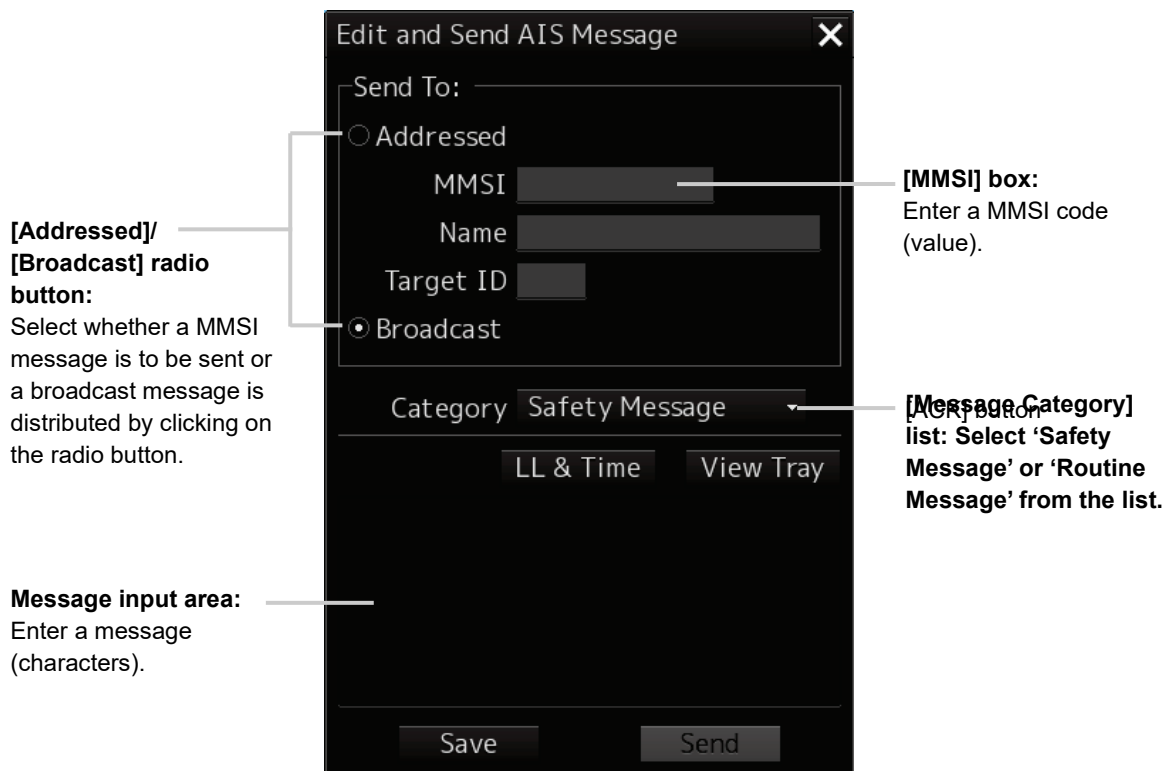 Edit and Send AIS Message
Send To:
Addressed
MMSI
Name
Target ID
Broadcast
Category Safety Message
LL & Time View Tray
Save Send
[Addressed]/
[Broadcast] radio
button:
Select whether a MMSI
message is to be sent or
a broadcast message is
distributed by clicking on
the radio button.
Message input area:
Enter a message
(characters).
[MMSI] box:
Enter a MMSI code
(value).
[ACK] button
[Message Category]
list: Select ‘Safety
Message’ or ‘Routine
Message’ from the list.